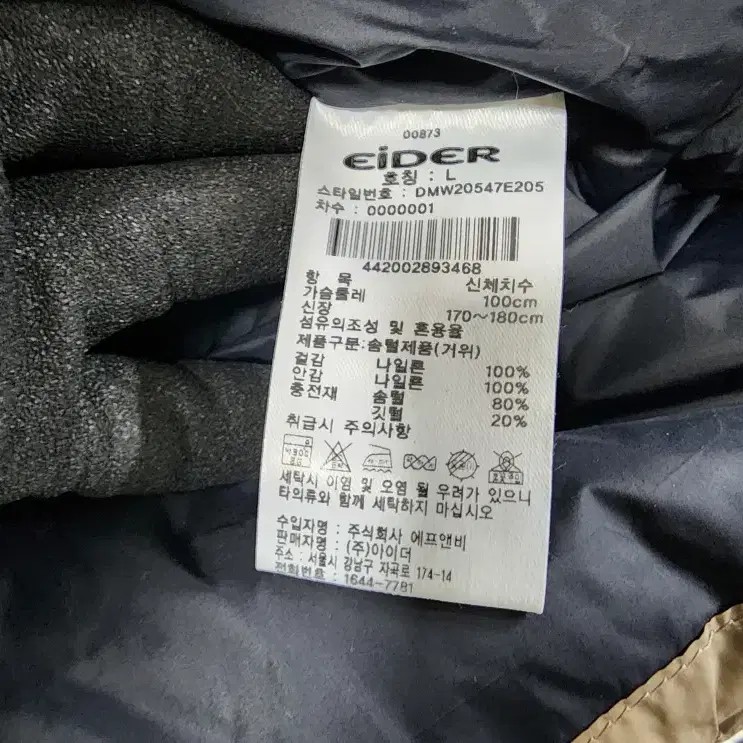 00873
EiDER
호칭 : L
스타일번호 : DMW20547E205
차수 : 0000001
442002893468
항 목 신체치수
가슴둘레 100cm
신장 170~180cm
섬유의조성 및 혼용율
제품구분:솜털제품(거위)
겉감 나일론 100%
안감 나일론 100%
충전재 솜털 80%
깃털 20%
취급시 주의사항
세탁시 이염 및 오염 될 우려가 있으니
타의류와 함께 세탁하지 마십시오
수입자명 : 주식회사 에프앤비
판매자명 : (주)아이더
주소 : 서울시 강남구 자곡로 174-14
전화번호 : 1644-7781